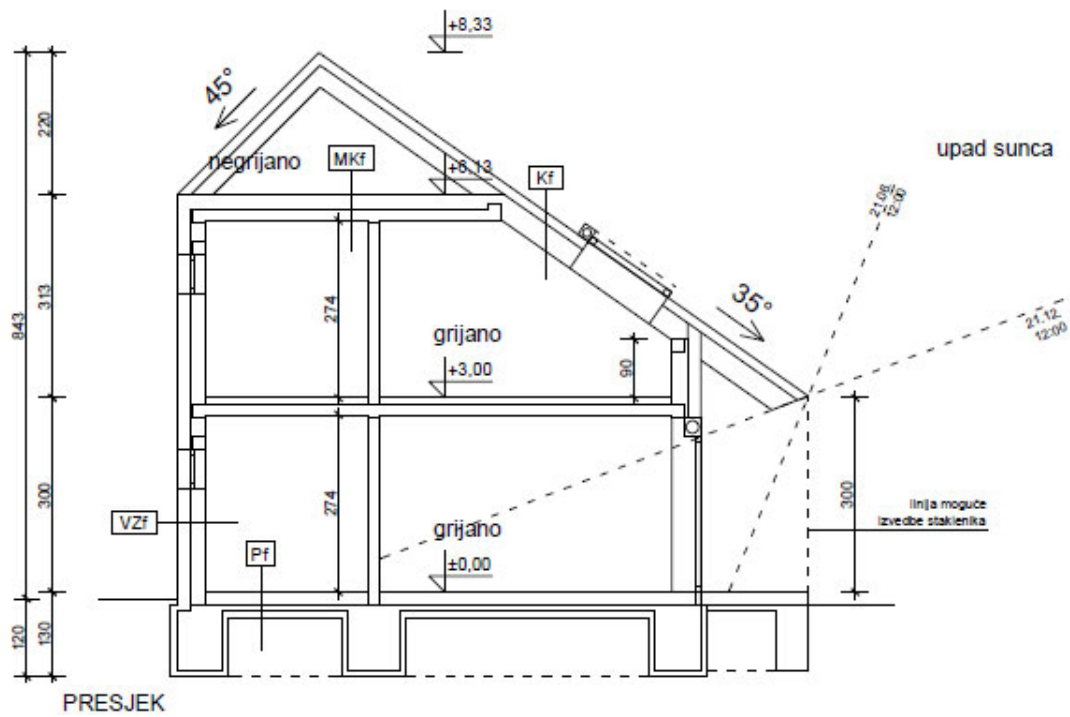 +8,33
45°
220
negrijano
MKf
+6,13
Kf
upad sunca
21.06.
12:00
843
313
274
35°
21.12.
12:00
grijano
+3,00
90
300
274
300
linija moguće
izvedbe staklenika
VZf
grijano
Pf
±0,00
120
130
PRESJEK